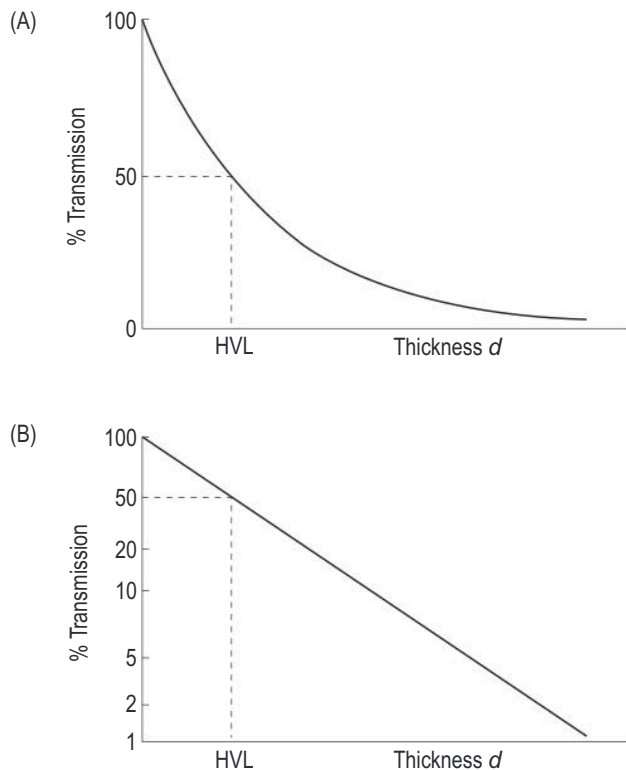 (A)
100
50
0
% Transmission
HVL
Thickness d
(B)
100
50
20
10
5
2
1
% Transmission
HVL
Thickness d